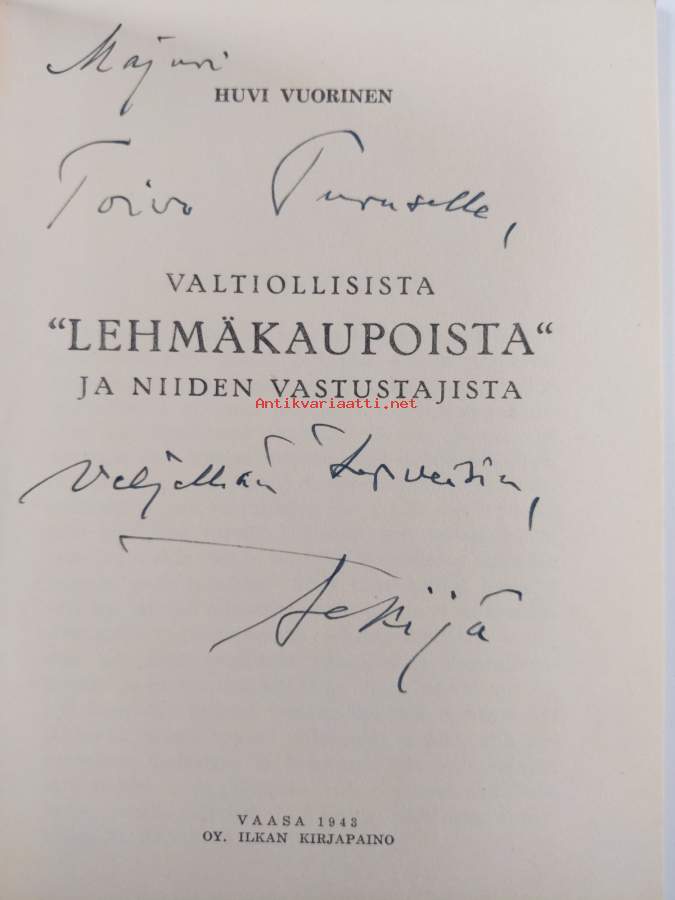 Majuri
HUVI VUORINEN
Toivo Turuselle,
VALTIOLLISISTA
"LEHMÄKAUPOISTA"
JA NIIDEN VASTUSTAJISTA
Antikvariaatti.net
Veljellisin terveisin,
Tekijä
VAASA 1943
OY. ILKAN KIRJAPAINO